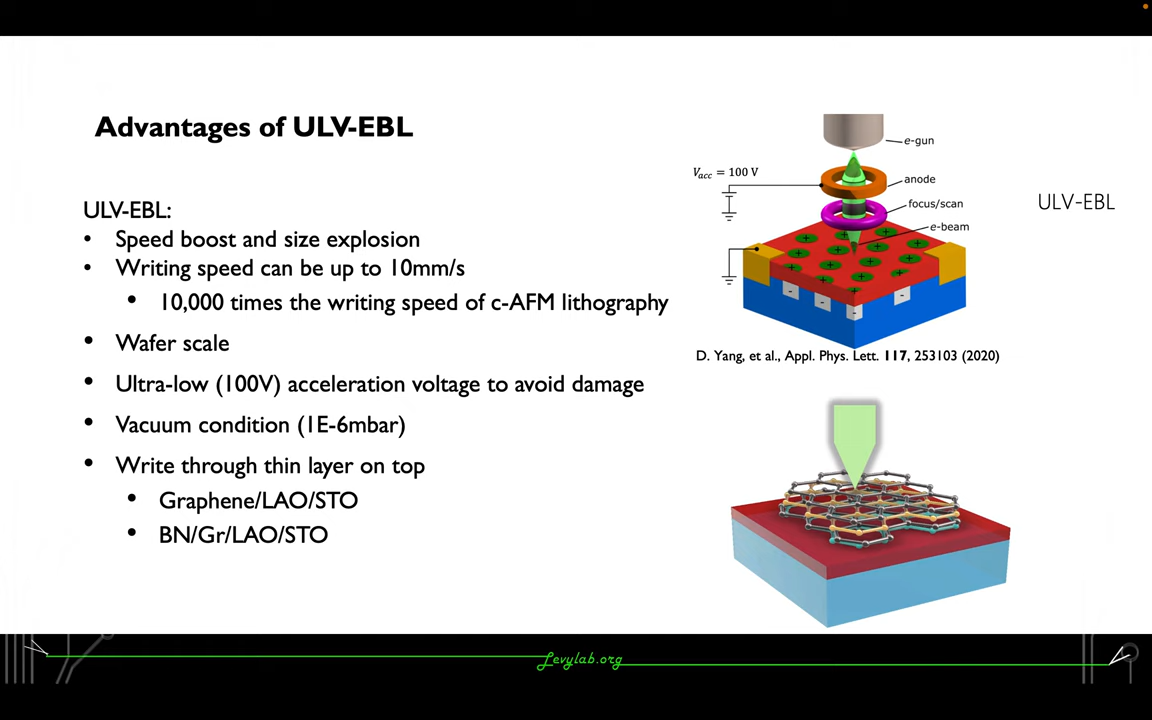 Advantages of ULV-EBL
ULV-EBL:
• Speed boost and size explosion
• Writing speed can be up to 10mm/s
• 10,000 times the writing speed of c-AFM lithography
• Wafer scale
• Ultra-low (100V) acceleration voltage to avoid damage
• Vacuum condition (1E-6mbar)
• Write through thin layer on top
• Graphene/LAO/STO
• BN/Gr/LAO/STO
e-gun
V_acc = 100 V
anode
focus/scan
e-beam
+ + + + + + + + + + + +
- - - -
D. Yang, et al., Appl. Phys. Lett. 117, 253103 (2020)
ULV-EBL
Levylab.org